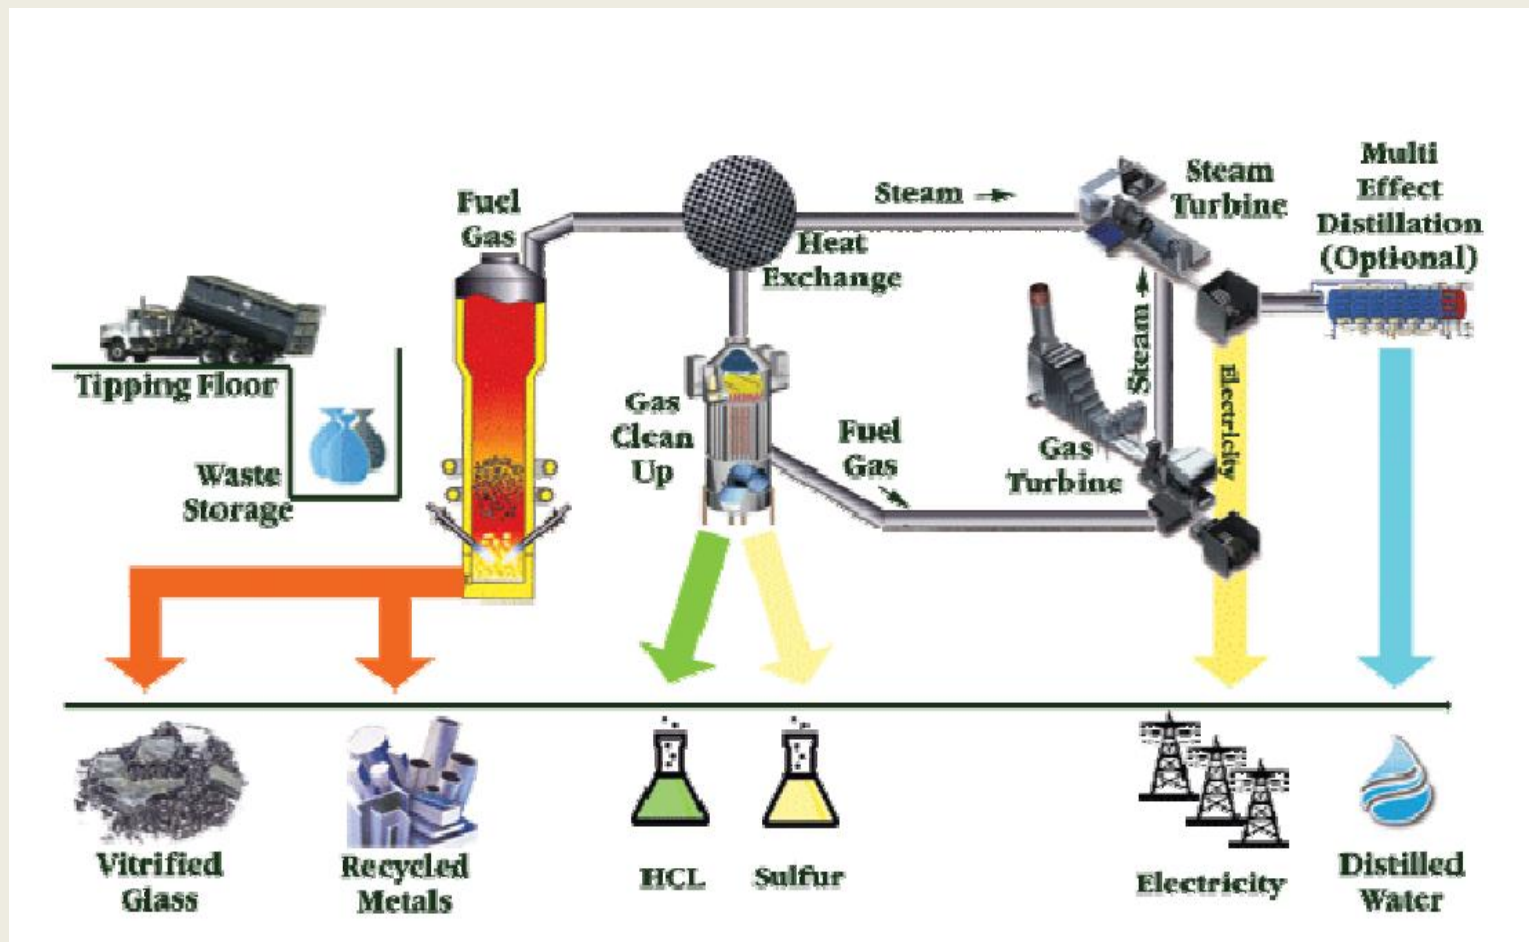 Fuel
Gas
Steam
Steam
Turbine
Multi
Effect
Distillation
(Optional)
Heat
Exchange
Tipping Floor
Waste
Storage
Gas
Clean
Up
Fuel
Gas
Steam
Gas
Turbine
Electricity
Vitrified
Glass
Recycled
Metals
HCL
Sulfur
Electricity
Distilled
Water